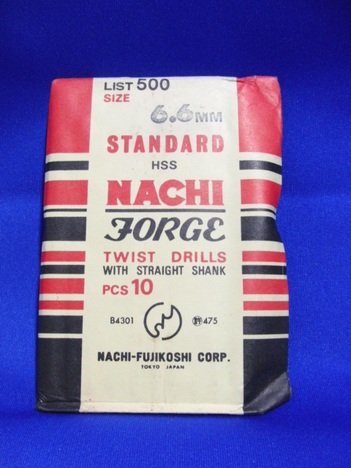 LIST 500
SIZE
6.6MM
STANDARD
HSS
NACHI
FORGE
TWIST DRILLS
WITH STRAIGHT SHANK
PCS 10
B4301
475
NACHI-FUJIKOSHI CORP.
TOKYO JAPAN